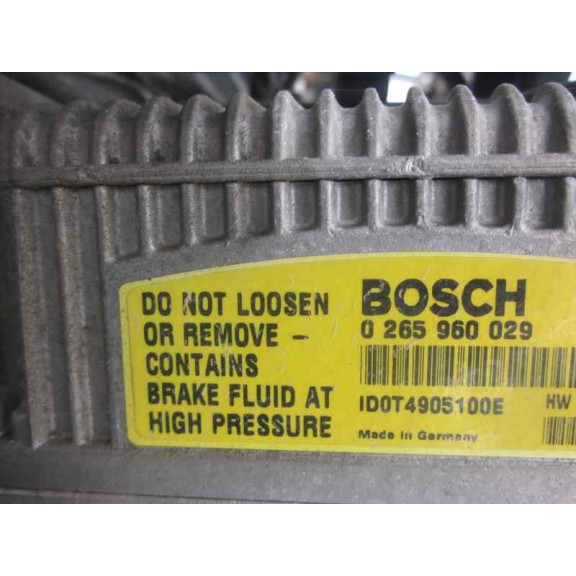 DO NOT LOOSEN
OR REMOVE –
CONTAINS
BRAKE FLUID AT
HIGH PRESSURE
BOSCH
0 265 960 029
ID0T4905100E
HW
Made in Germany